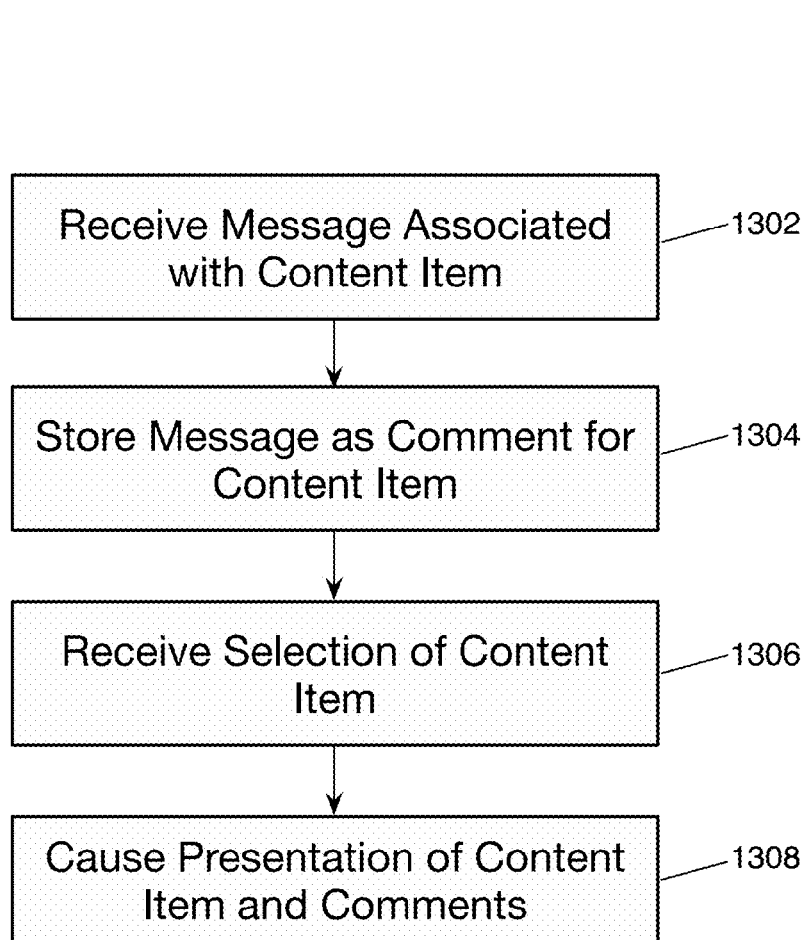 Receive Message Associated
with Content Item
1302
Store Message as Comment for
Content Item
1304
Receive Selection of Content
Item
1306
Cause Presentation of Content
Item and Comments
1308